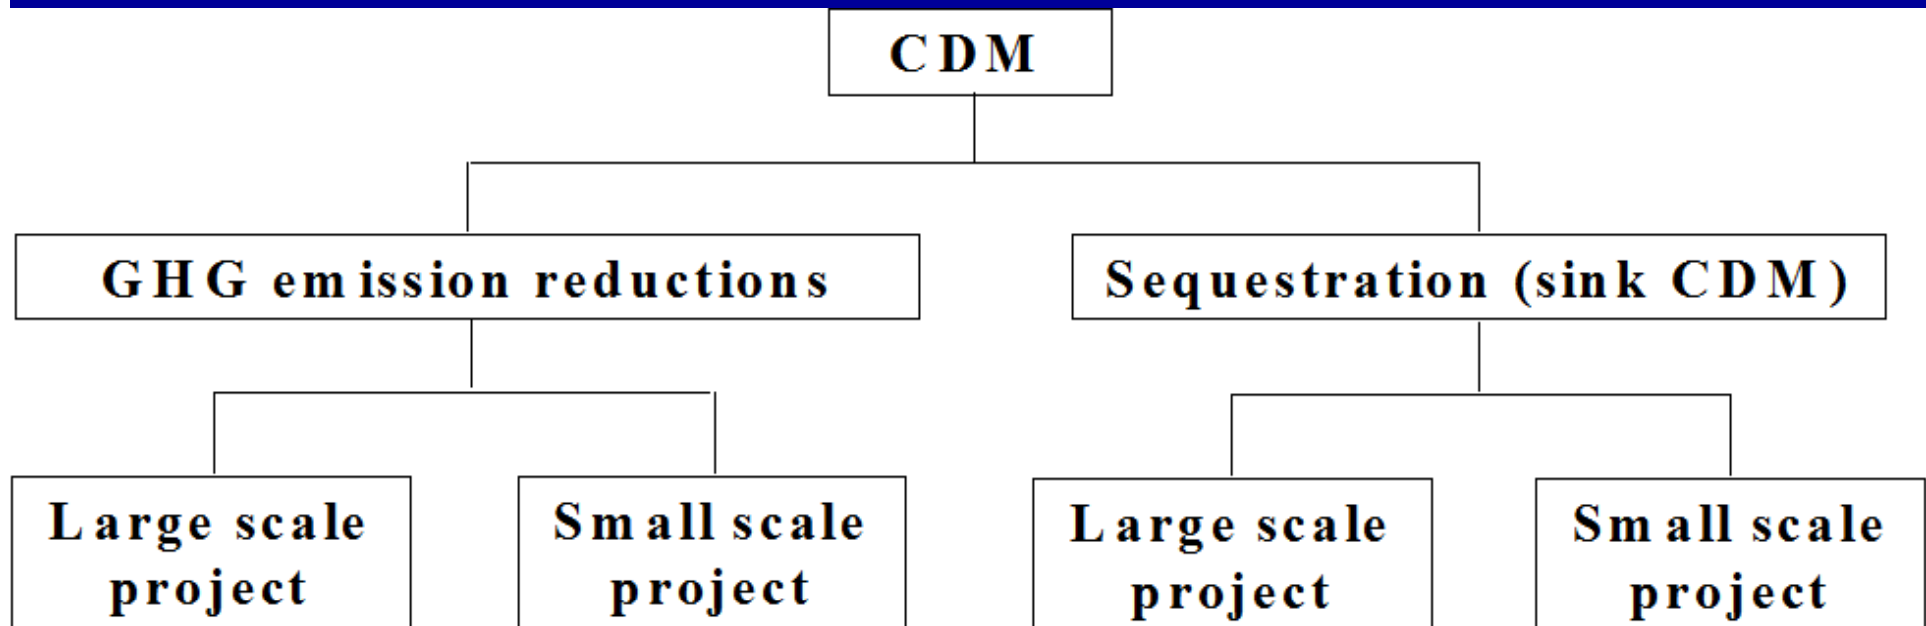 CDM
GHG emission reductions
Sequestration (sink CDM)
Large scale
project
Small scale
project
Large scale
project
Small scale
project